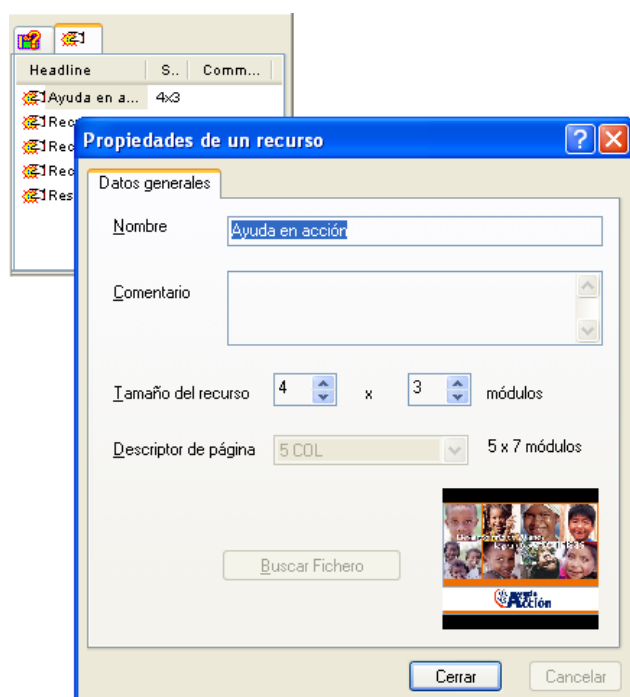 Headline S.. Comm...
Ayuda en a... 4x3
Rec
Rec
Rec
Res
Propiedades de un recurso
Datos generales
Nombre Ayuda en acción
Comentario
Tamaño del recurso 4 x 3 módulos
Descriptor de página 5 COL 5 x 7 módulos
Buscar Fichero
Acción
Cerrar Cancelar